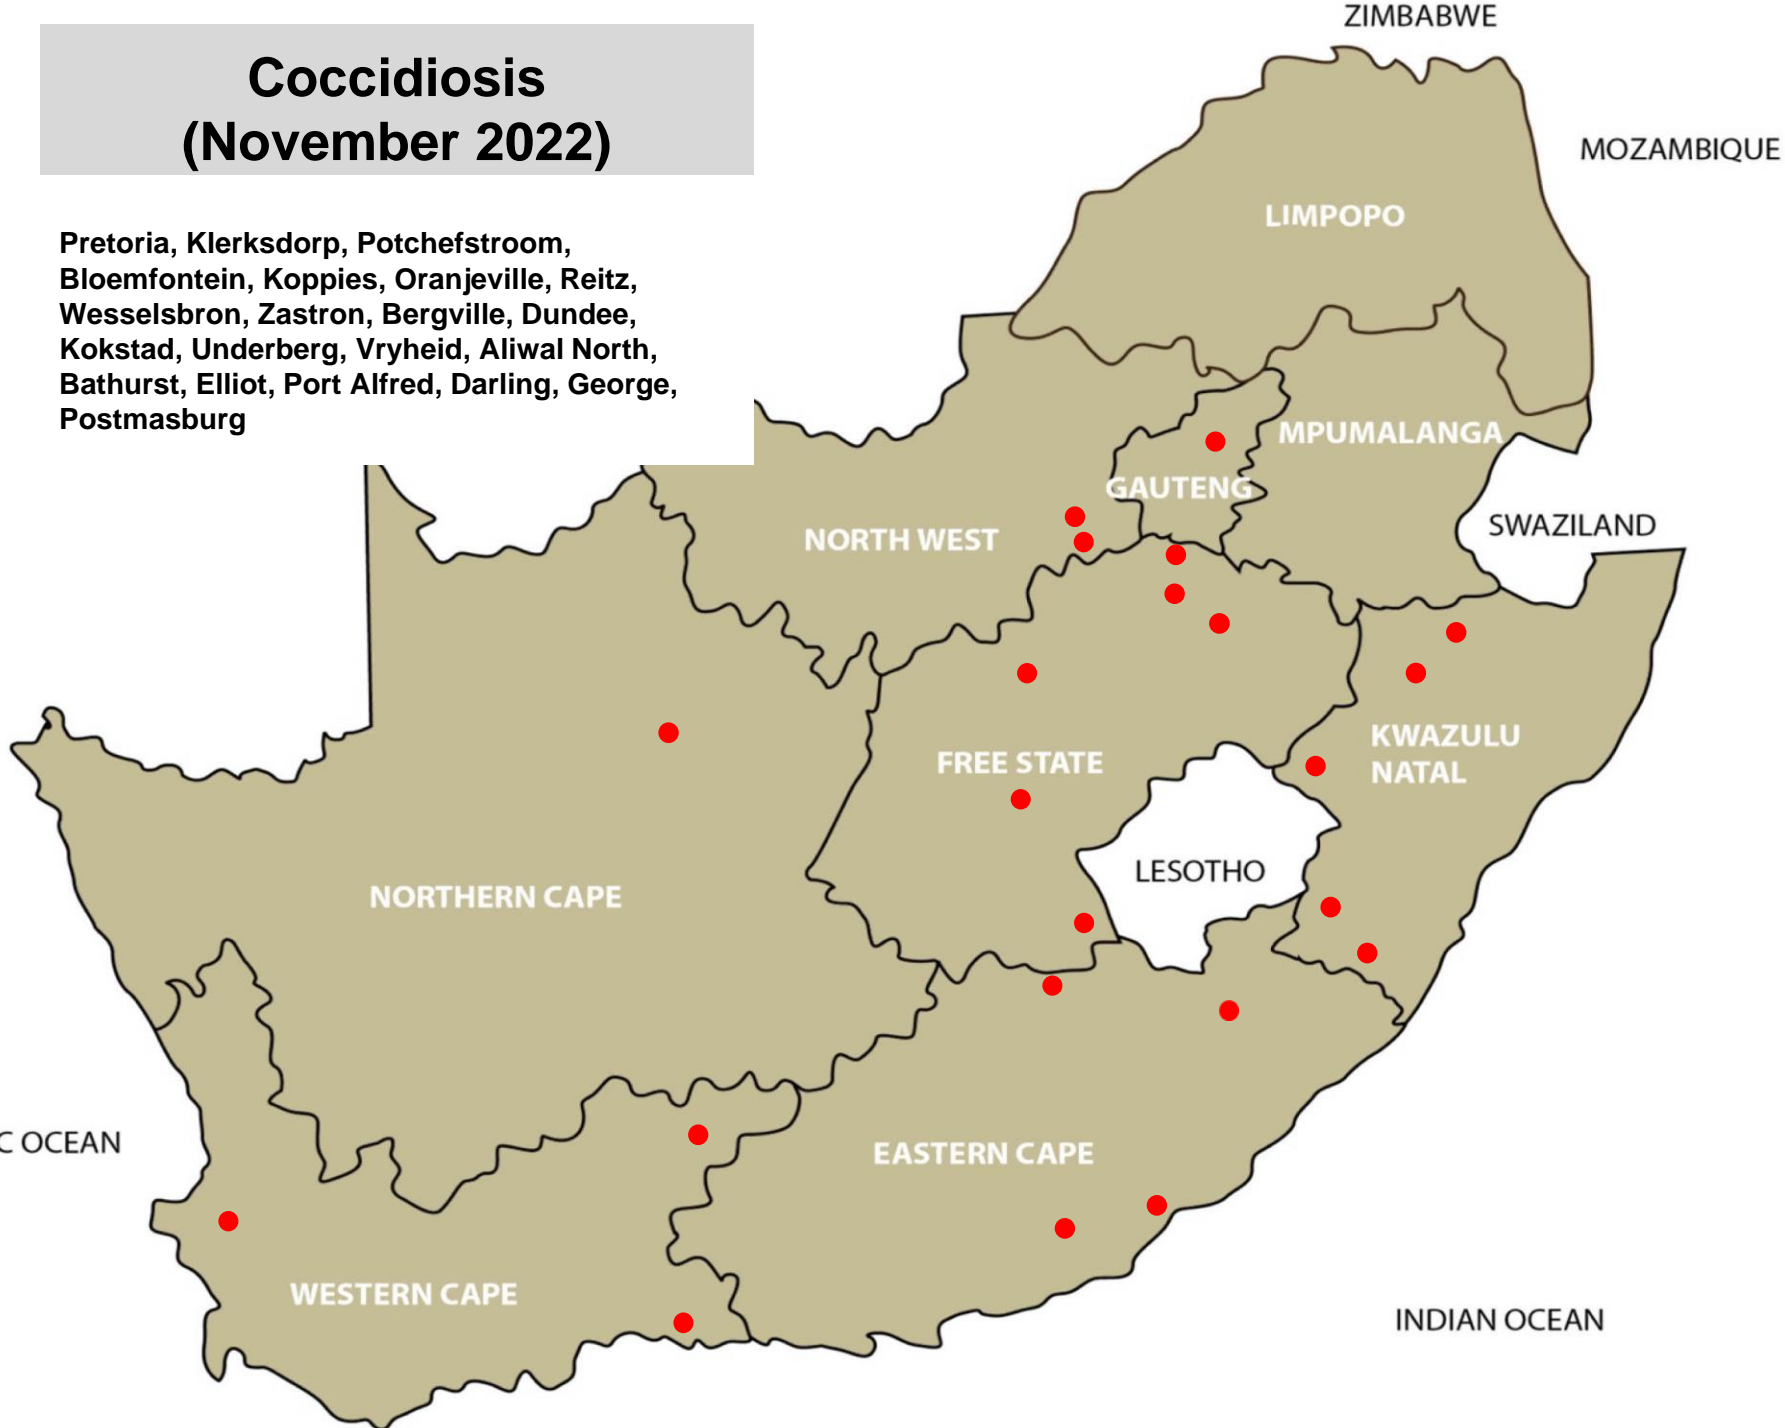 Coccidiosis
(November 2022)
Pretoria, Klerksdorp, Potchefstroom,
Bloemfontein, Koppies, Oranjeville, Reitz,
Wesselsbron, Zastron, Bergville, Dundee,
Kokstad, Underberg, Vryheid, Aliwal North,
Bathurst, Elliot, Port Alfred, Darling, George,
Postmasburg
ZIMBABWE
MOZAMBIQUE
LIMPOPO
MPUMALANGA
GAUTENG
SWAZILAND
NORTH WEST
KWAZULU
NATAL
FREE STATE
LESOTHO
NORTHERN CAPE
C OCEAN
EASTERN CAPE
WESTERN CAPE
INDIAN OCEAN